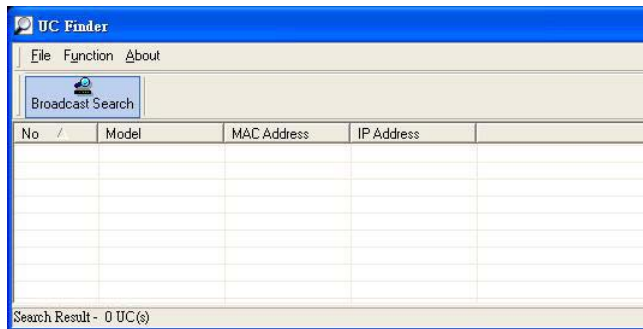 UC Finder
File Function About
Broadcast Search
No Model MAC Address IP Address
Search Result - 0 UC(s)